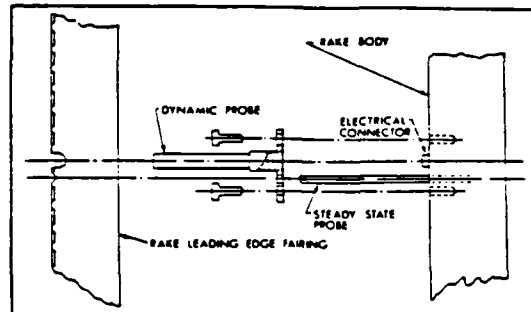 RAKE BODY
DYNAMIC PROBE
ELECTRICAL
CONNECTOR
STEADY STATE
PROBE
RAKE LEADING EDGE FAIRING